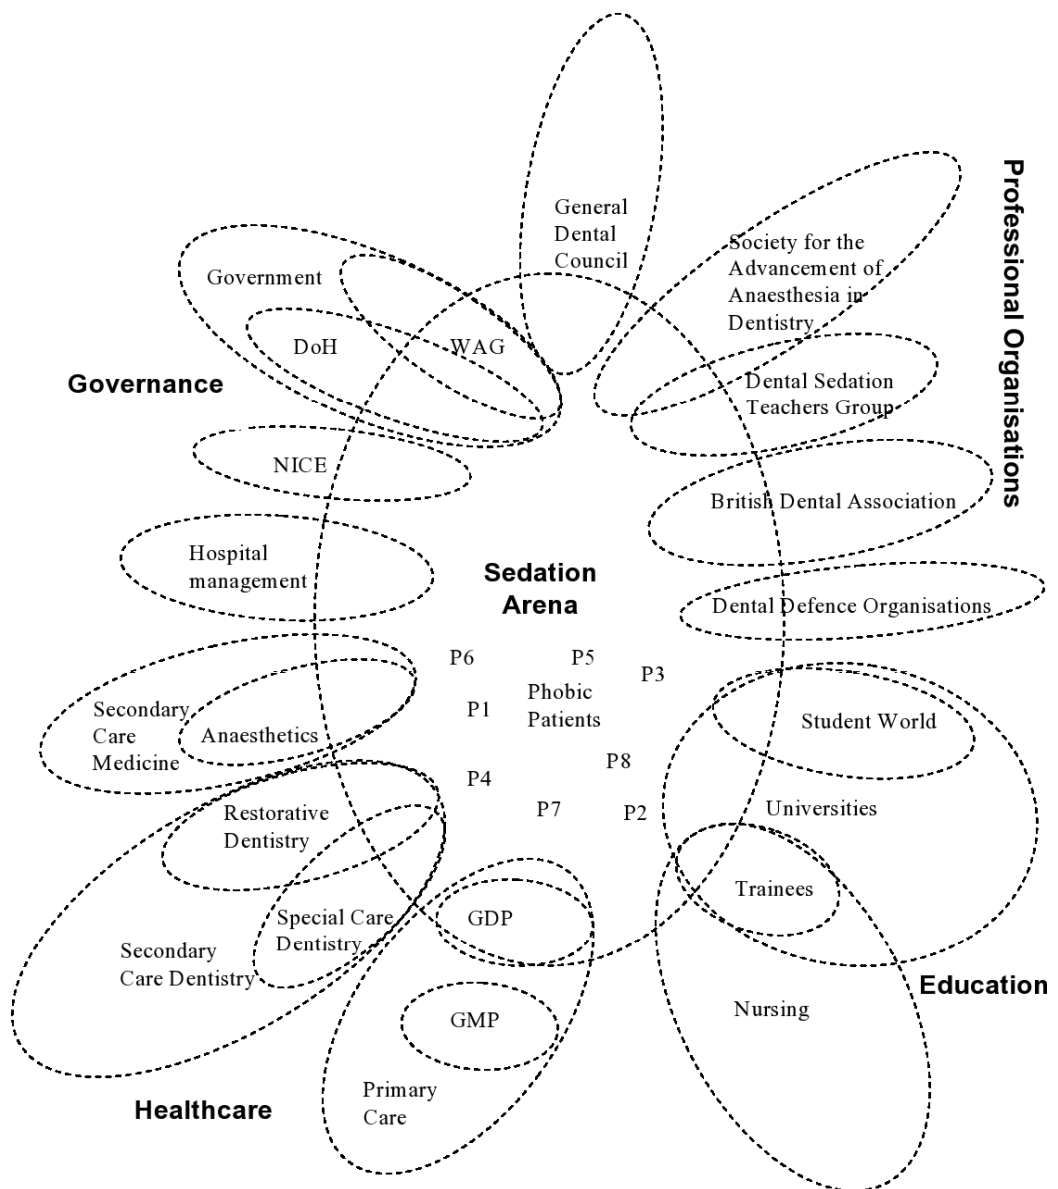 General
Dental
Council
Society for the
Advancement of
Anaesthesia in
Dentistry
Professional Organisations
Government
DoH
WAG
Governance
Dental Sedation
Teachers Group
NICE
British Dental Association
Hospital
management
Sedation
Arena
Dental Defence Organisations
P6
P5
P3
Phobic
Patients
P1
Secondary
Care
Medicine
Anaesthetics
Student World
P8
P4
P7
P2
Universities
Restorative
Dentistry
Trainees
Special Care
Dentistry
GDP
Secondary
Care Dentistry
Education
Nursing
GMP
Primary
Care
Healthcare